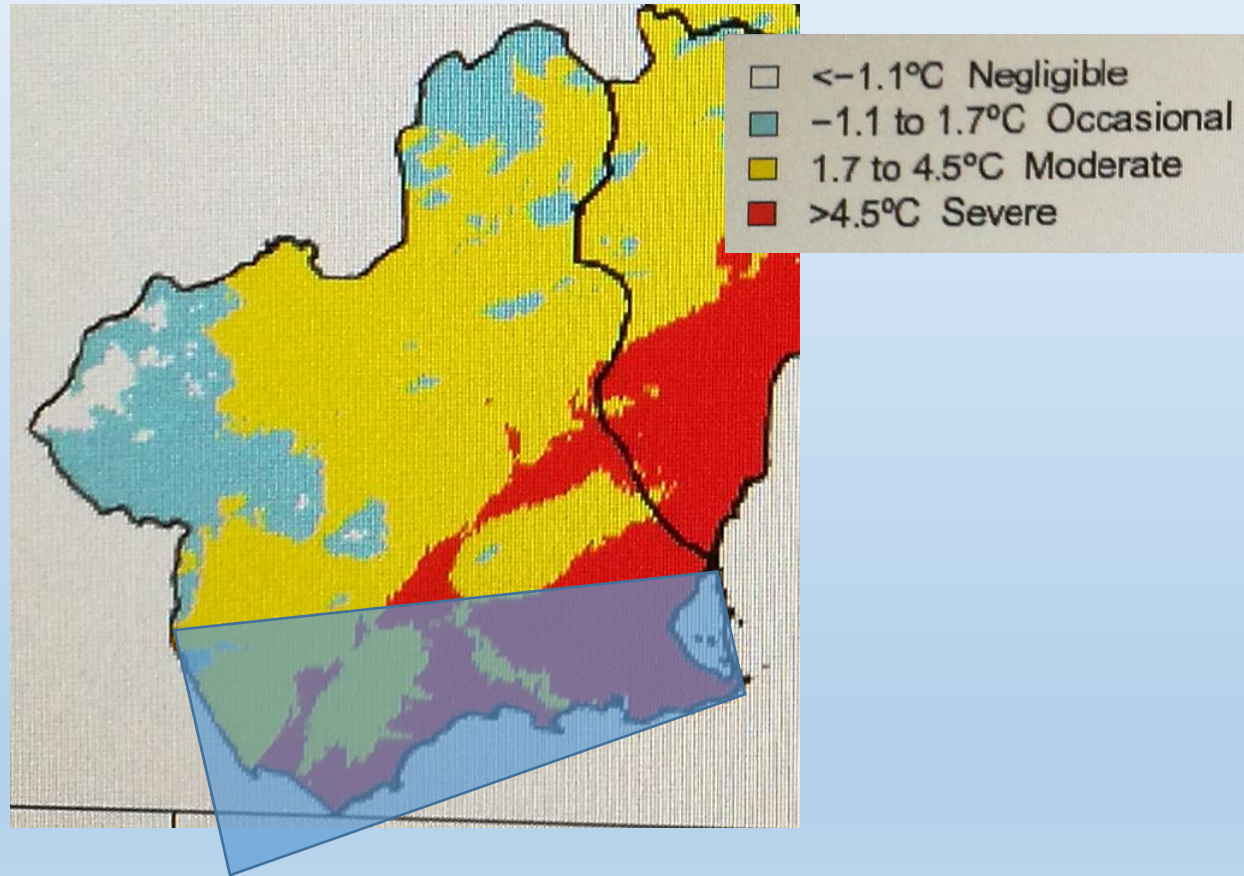 <-1.1ºC Negligible
-1.1 to 1.7ºC Occasional
1.7 to 4.5ºC Moderate
>4.5ºC Severe